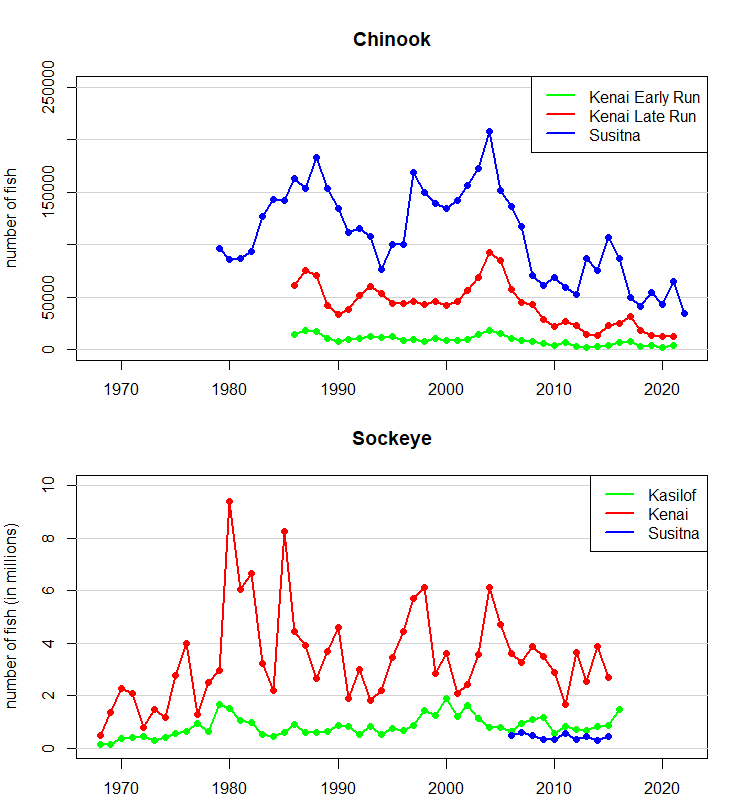 Chinook
number of fish
250000
150000
50000
0
Kenai Early Run
Kenai Late Run
Susitna
1970 1980 1990 2000 2010 2020
Sockeye
number of fish (in millions)
10
8
6
4
2
0
Kasilof
Kenai
Susitna
1970 1980 1990 2000 2010 2020